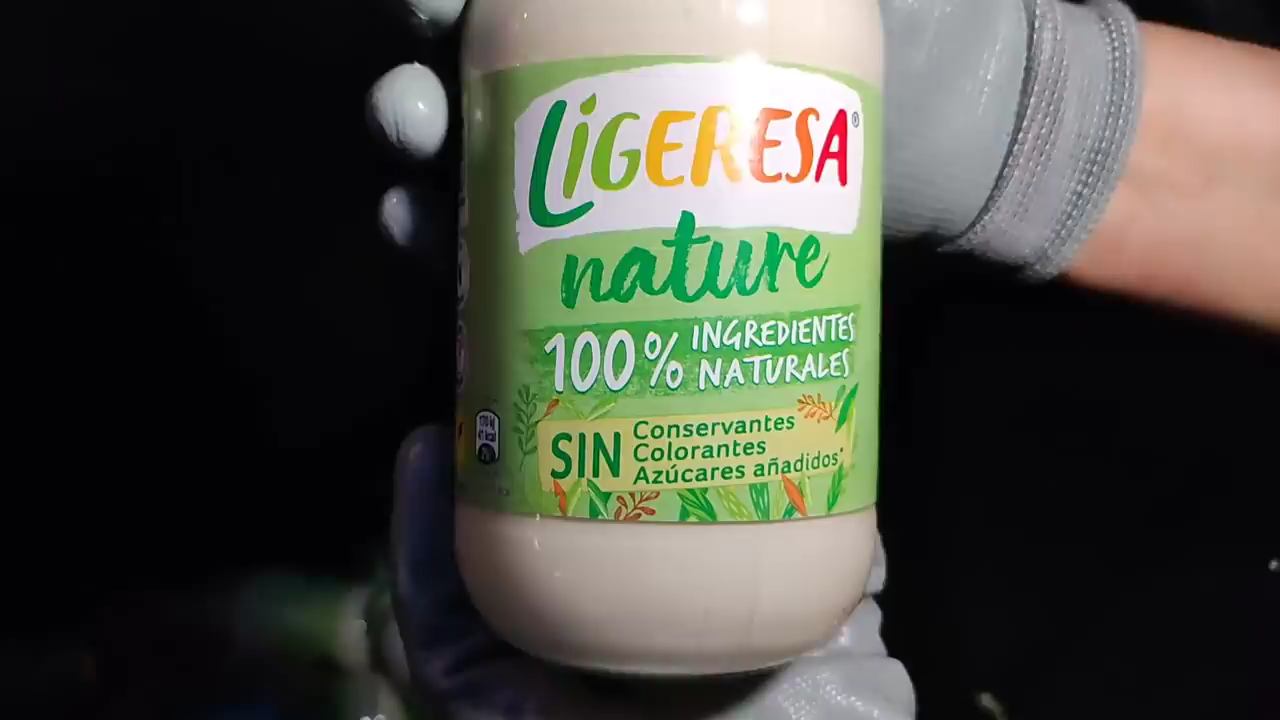 LiGERESA®
nature
100% INGREDIENTES
NATURALES
SIN Conservantes
Colorantes
Azúcares añadidos*